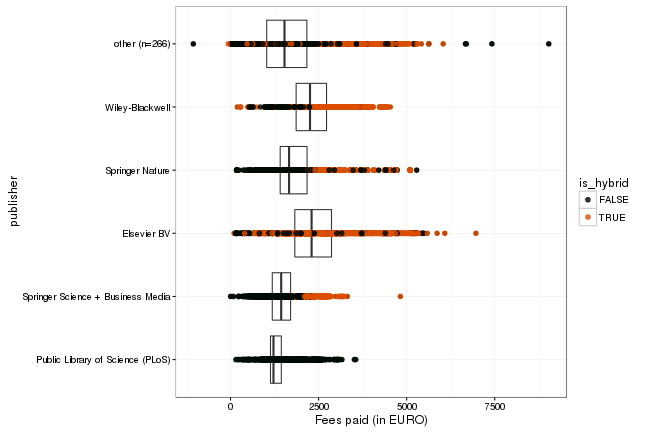 other (n=266)
Wiley-Blackwell
Springer Nature
Elsevier BV
Springer Science + Business Media
Public Library of Science (PLoS)
publisher
0 2500 5000 7500
Fees paid (in EURO)
is_hybrid
FALSE
TRUE